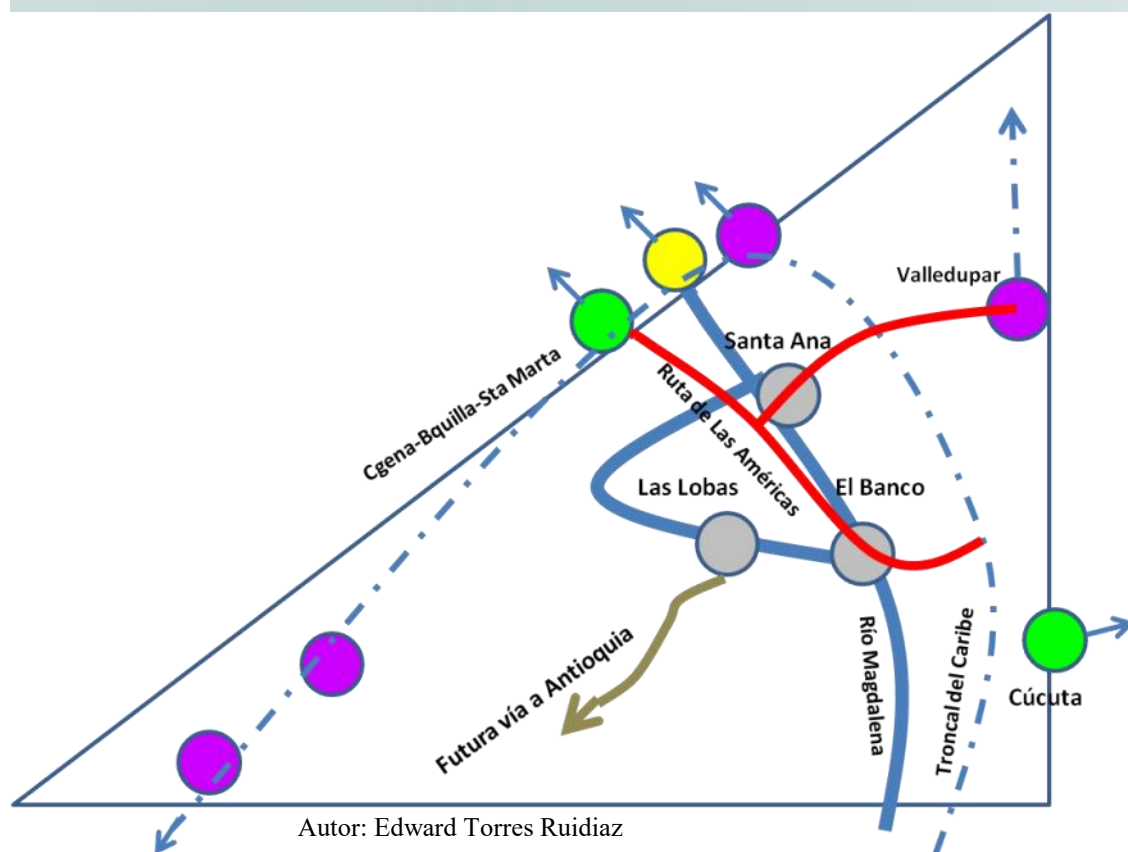 Valledupar
Santa Ana
Cgena-Bquilla-Sta Marta
Ruta de Las Américas
Las Lobas
El Banco
Futura vía a Antioquia
Río Magdalena
Troncal del Caribe
Cúcuta
Autor: Edward Torres Ruidiaz